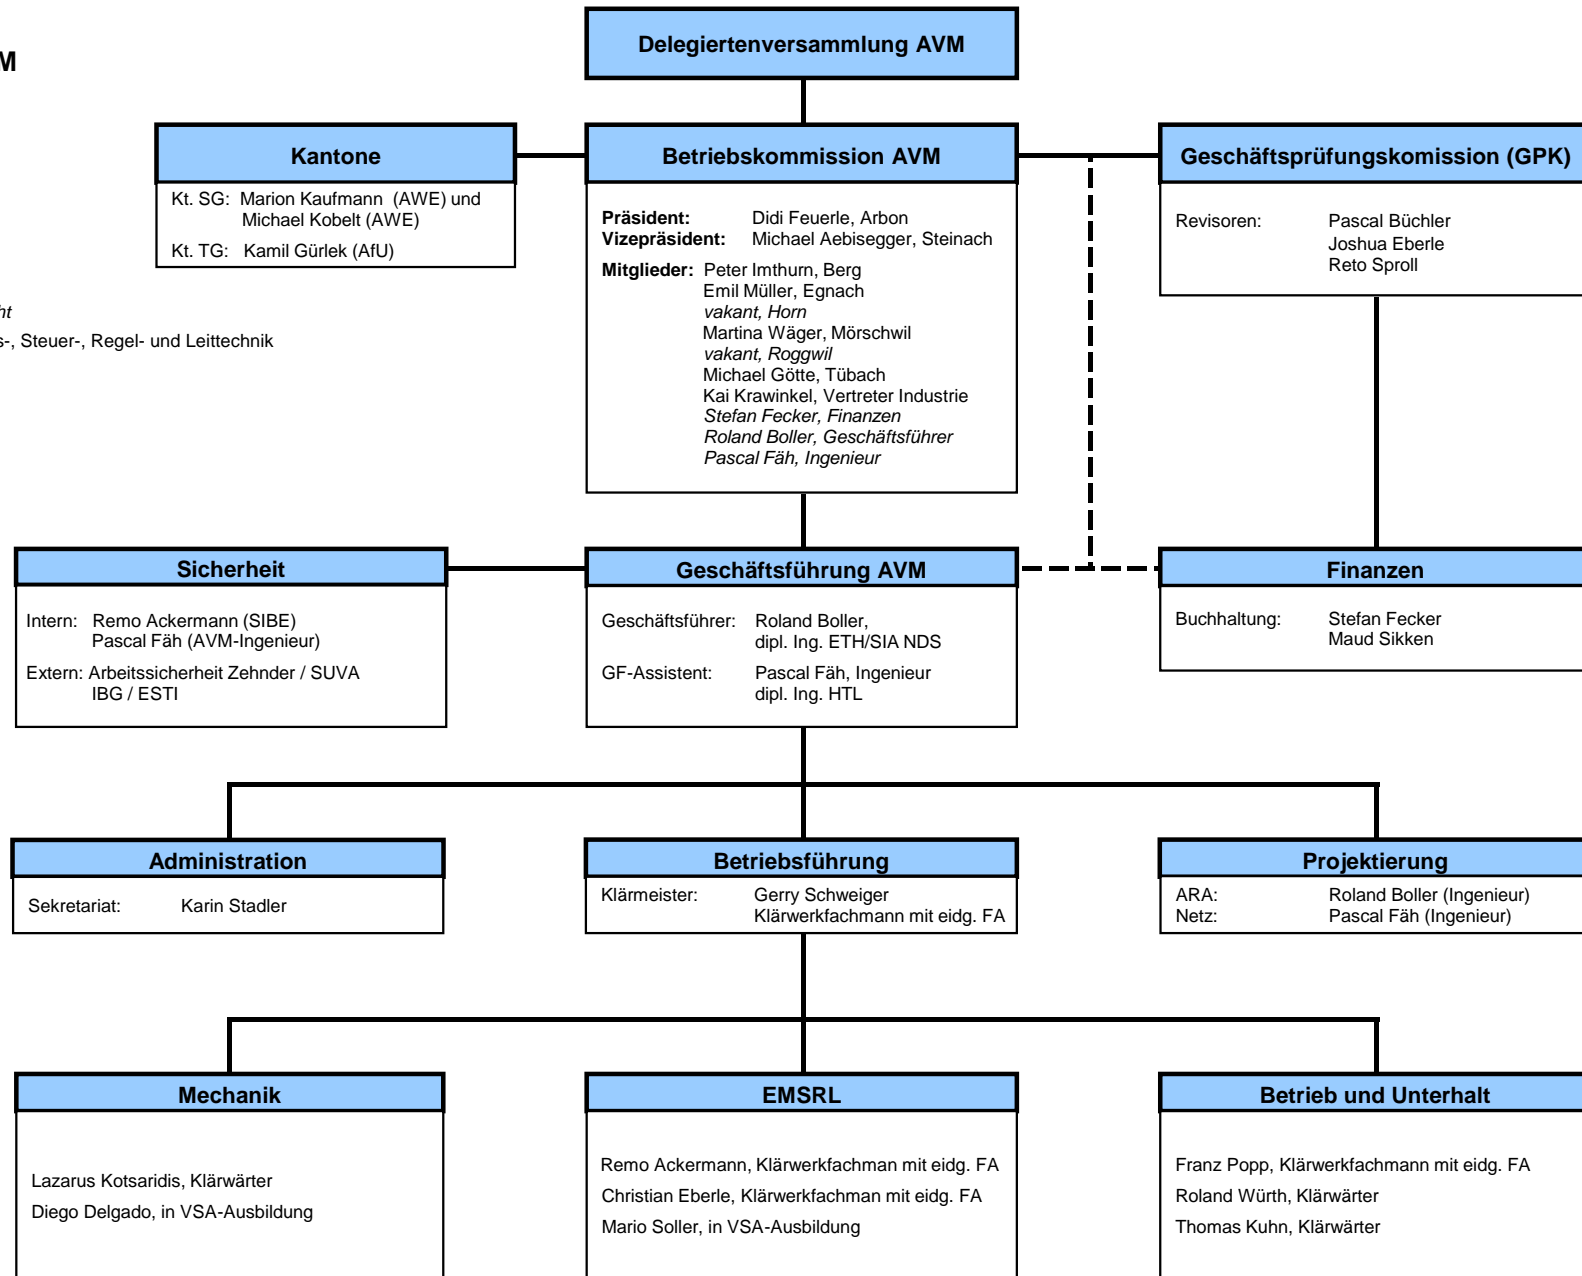 Delegiertenversammlung AVM
M
Kantone
Kt. SG: Marion Kaufmann (AWE) und
Michael Kobelt (AWE)
Kt. TG: Kamil Gürlek (AfU)
Betriebskommission AVM
Präsident: Didi Feuerle, Arbon
Vizepräsident: Michael Aebisegger, Steinach
Mitglieder: Peter Imthurn, Berg
Emil Müller, Egnach
vakant, Horn
Martina Wäger, Mörschwil
vakant, Roggwil
Michael Götte, Tübach
Kai Krawinkel, Vertreter Industrie
Stefan Fecker, Finanzen
Roland Boller, Geschäftsführer
Pascal Fäh, Ingenieur
Geschäftsprüfungskomission (GPK)
Revisoren: Pascal Büchler
Joshua Eberle
Reto Sproll
ht
s-, Steuer-, Regel- und Leittechnik
Sicherheit
Intern: Remo Ackermann (SIBE)
Pascal Fäh (AVM-Ingenieur)
Extern: Arbeitssicherheit Zehnder / SUVA
IBG / ESTI
Geschäftsführung AVM
Geschäftsführer: Roland Boller,
dipl. Ing. ETH/SIA NDS
GF-Assistent: Pascal Fäh, Ingenieur
dipl. Ing. HTL
Finanzen
Buchhaltung: Stefan Fecker
Maud Sikken
Administration
Sekretariat: Karin Stadler
Betriebsführung
Klärmeister: Gerry Schweiger
Klärwerkfachmann mit eidg. FA
Projektierung
ARA: Roland Boller (Ingenieur)
Netz: Pascal Fäh (Ingenieur)
Mechanik
Lazarus Kotsaridis, Klärwärter
Diego Delgado, in VSA-Ausbildung
EMSRL
Remo Ackermann, Klärwerkfachman mit eidg. FA
Christian Eberle, Klärwerkfachman mit eidg. FA
Mario Soller, in VSA-Ausbildung
Betrieb und Unterhalt
Franz Popp, Klärwerkfachmann mit eidg. FA
Roland Würth, Klärwärter
Thomas Kuhn, Klärwärter